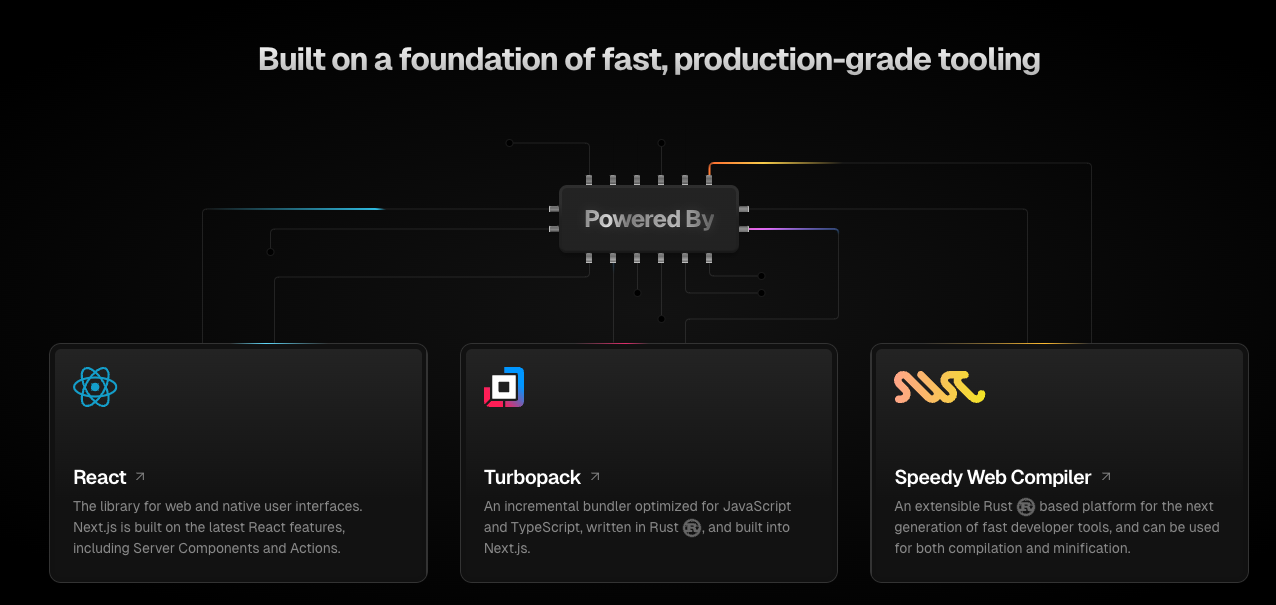 Built on a foundation of fast, production-grade tooling
Powered By
React
The library for web and native user interfaces.
Next.js is built on the latest React features,
including Server Components and Actions.
Turbopack
An incremental bundler optimized for JavaScript
and TypeScript, written in Rust R, and built into
Next.js.
Speedy Web Compiler
An extensible Rust R based platform for the next
generation of fast developer tools, and can be used
for both compilation and minification.